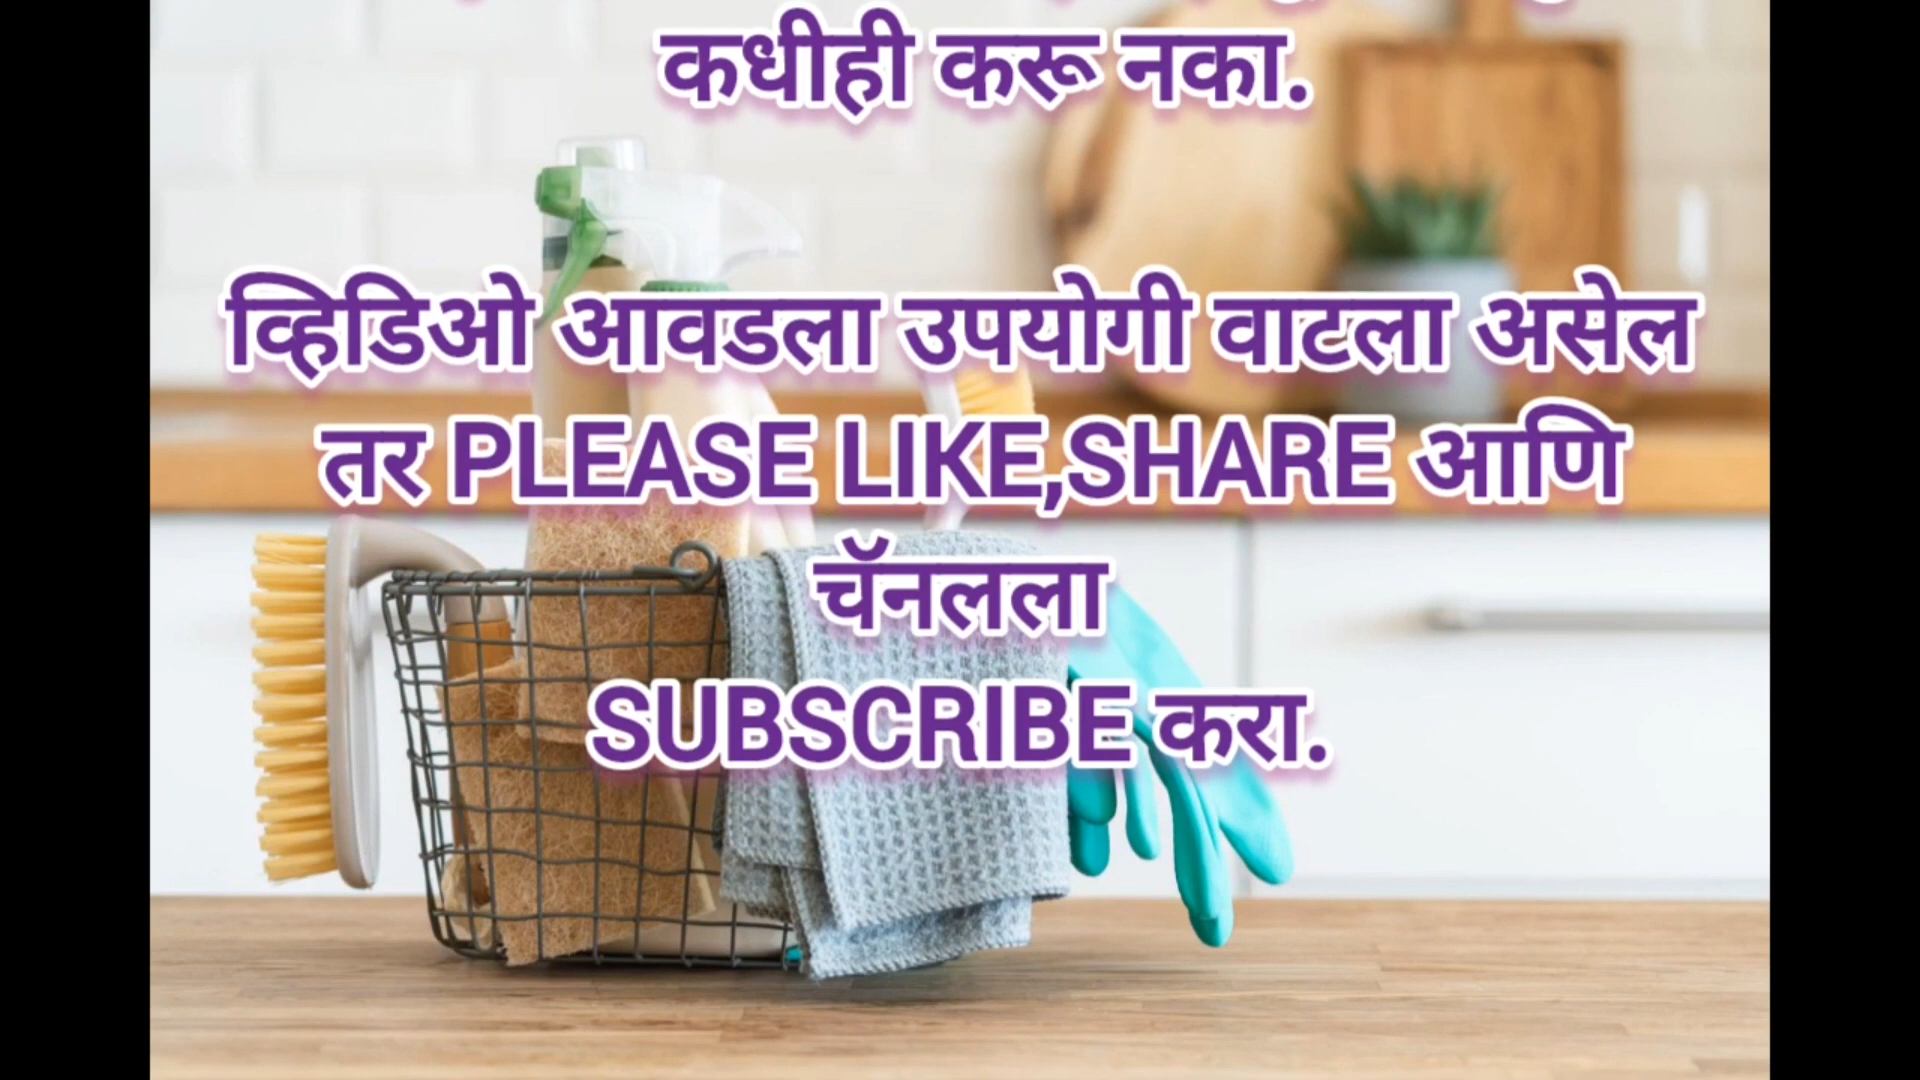 कधीही करू नका.
व्हिडिओ आवडला उपयोगी वाटला असेल
तर PLEASE LIKE,SHARE आणि
चॅनलला
SUBSCRIBE करा.